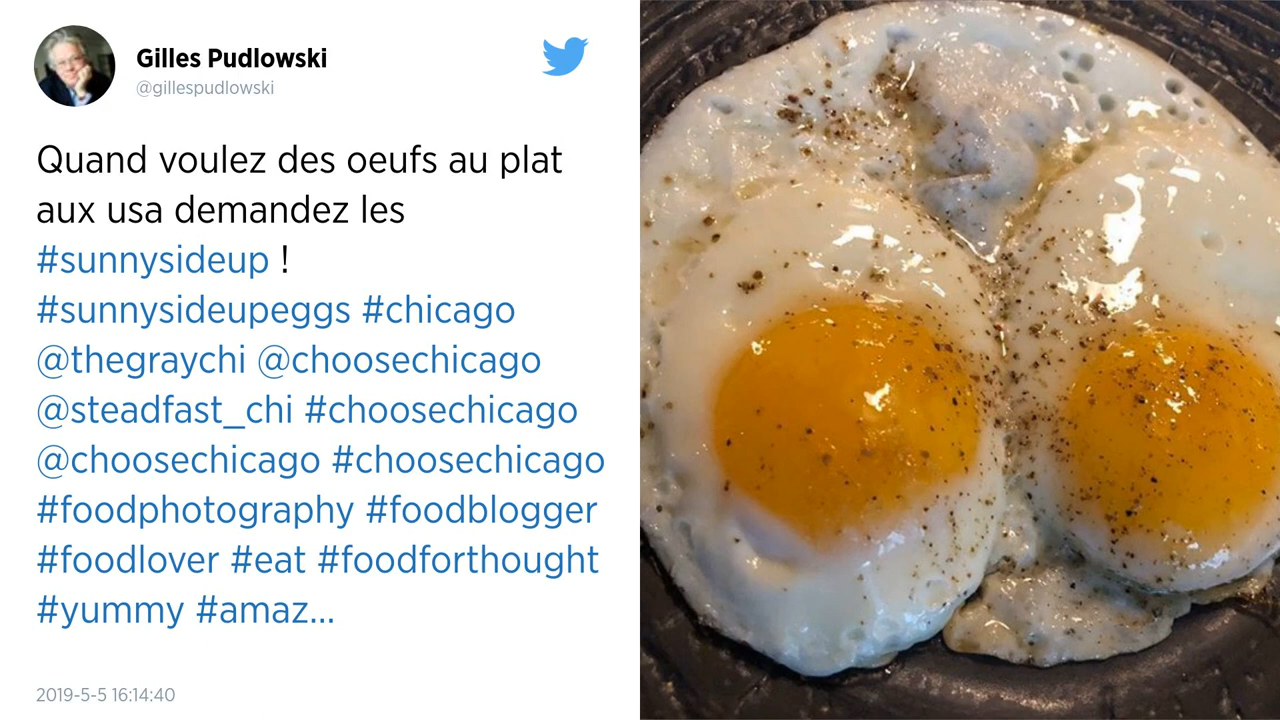 Gilles Pudlowski
@gillespudlowski
Quand voulez des oeufs au plat
aux usa demandez les
#sunnysideup !
#sunnysideupeggs #chicago
@thegraychi @choosechicago
@steadfast_chi #choosechicago
@choosechicago #choosechicago
#foodphotography #foodblogger
#foodlover #eat #foodforthought
#yummy #amaz...
2019-5-5 16:14:40